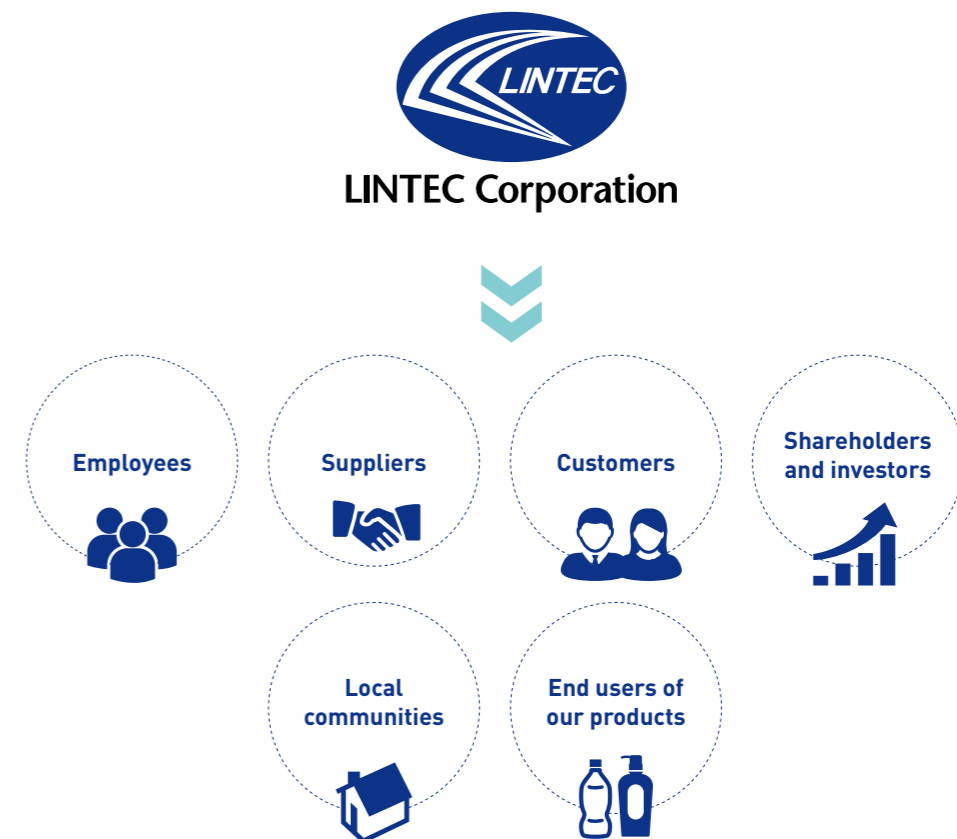 LINTEC
LINTEC Corporation
Employees
Suppliers
Customers
Shareholders
and investors
Local
communities
End users of
our products